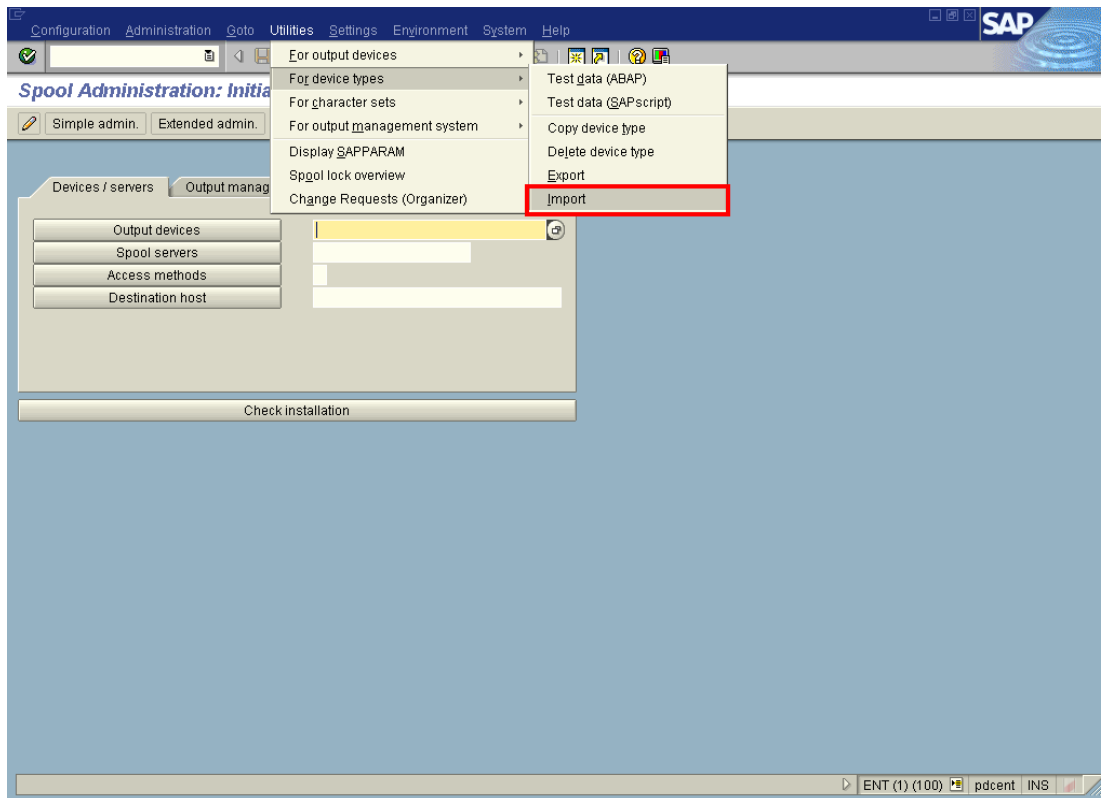 Configuration Administration Goto Utilities Settings Environment System Help
SAP
For output devices
For device types
For character sets
For output management system
Display SAPPARAM
Spool lock overview
Change Requests (Organizer)
Test data (ABAP)
Test data (SAPscript)
Copy device type
Delete device type
Export
Import
Spool Administration: Initia
Simple admin. Extended admin.
Devices / servers Output manag
Output devices
Spool servers
Access methods
Destination host
Check installation
ENT (1) (100) pdcent INS